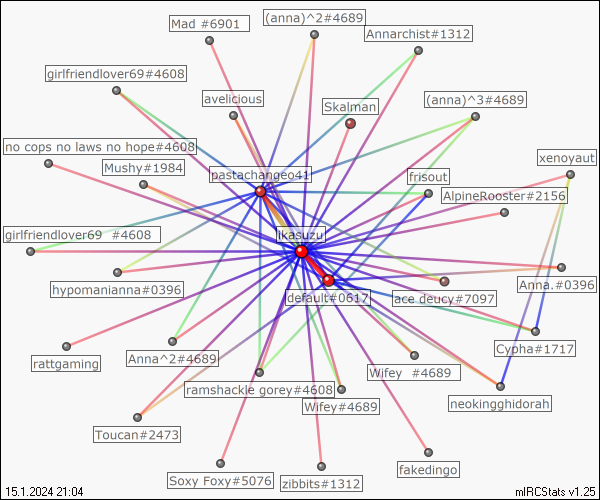 Mad #6901
(anna)^2#4689
Annarchist#1312
girlfriendlover69#4608
avelicious
Skalman
(anna)^3#4689
no cops no laws no hope#4608
Mushy#1984
pastachangeo41
frisout
xenoyaut
AlpineRooster#2156
girlfriendlover69 #4608
ikasuzu
hypomanianna#0396
default#0617
ace deucy#7097
Anna.#0396
rattgaming
Anna^2#4689
ramshackle gorey#4608
Wifey #4689
Cypha#1717
Wifey#4689
neokingghidorah
Toucan#2473
Soxy Foxy#5076
zibbits#1312
fakedingo
15.1.2024 21:04
mIRCStats v1.25